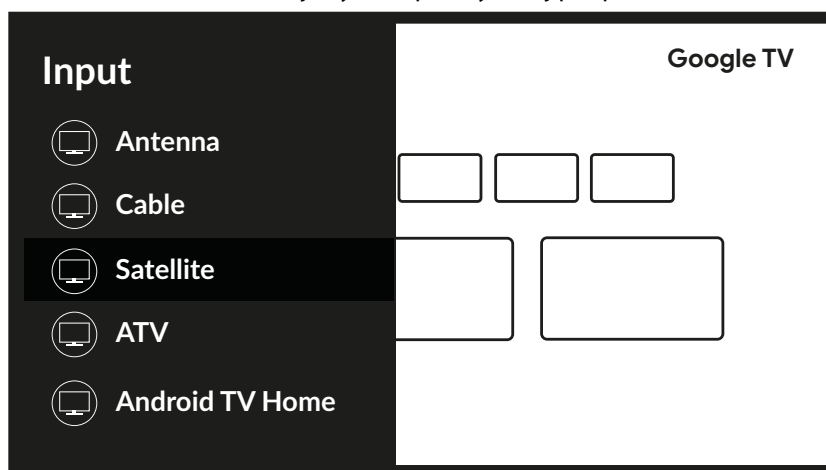 Input
Google TV
Antenna
Cable
Satellite
ATV
Android TV Home